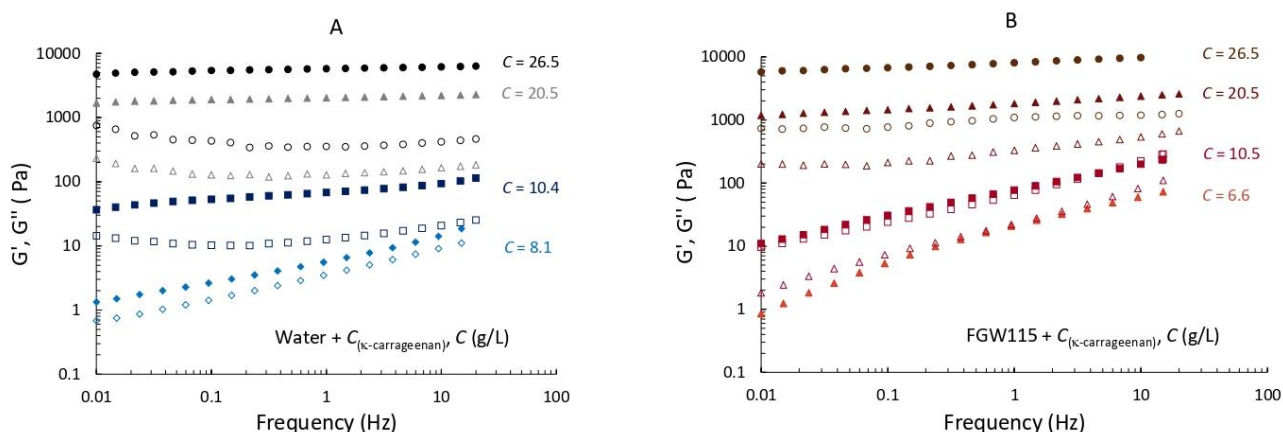 A
G', G'' ( Pa)
10000
1000
100
10
1
0.1
0.01
0.1
1
10
100
Frequency (Hz)
C = 26.5
C = 20.5
C = 10.4
C = 8.1
Water + C(κ-carrageenan), C (g/L)
B
G', G'' ( Pa)
10000
1000
100
10
1
0.1
0.01
0.1
1
10
100
Frequency (Hz)
C = 26.5
C = 20.5
C = 10.5
C = 6.6
FGW115 + C(κ-carrageenan), C (g/L)